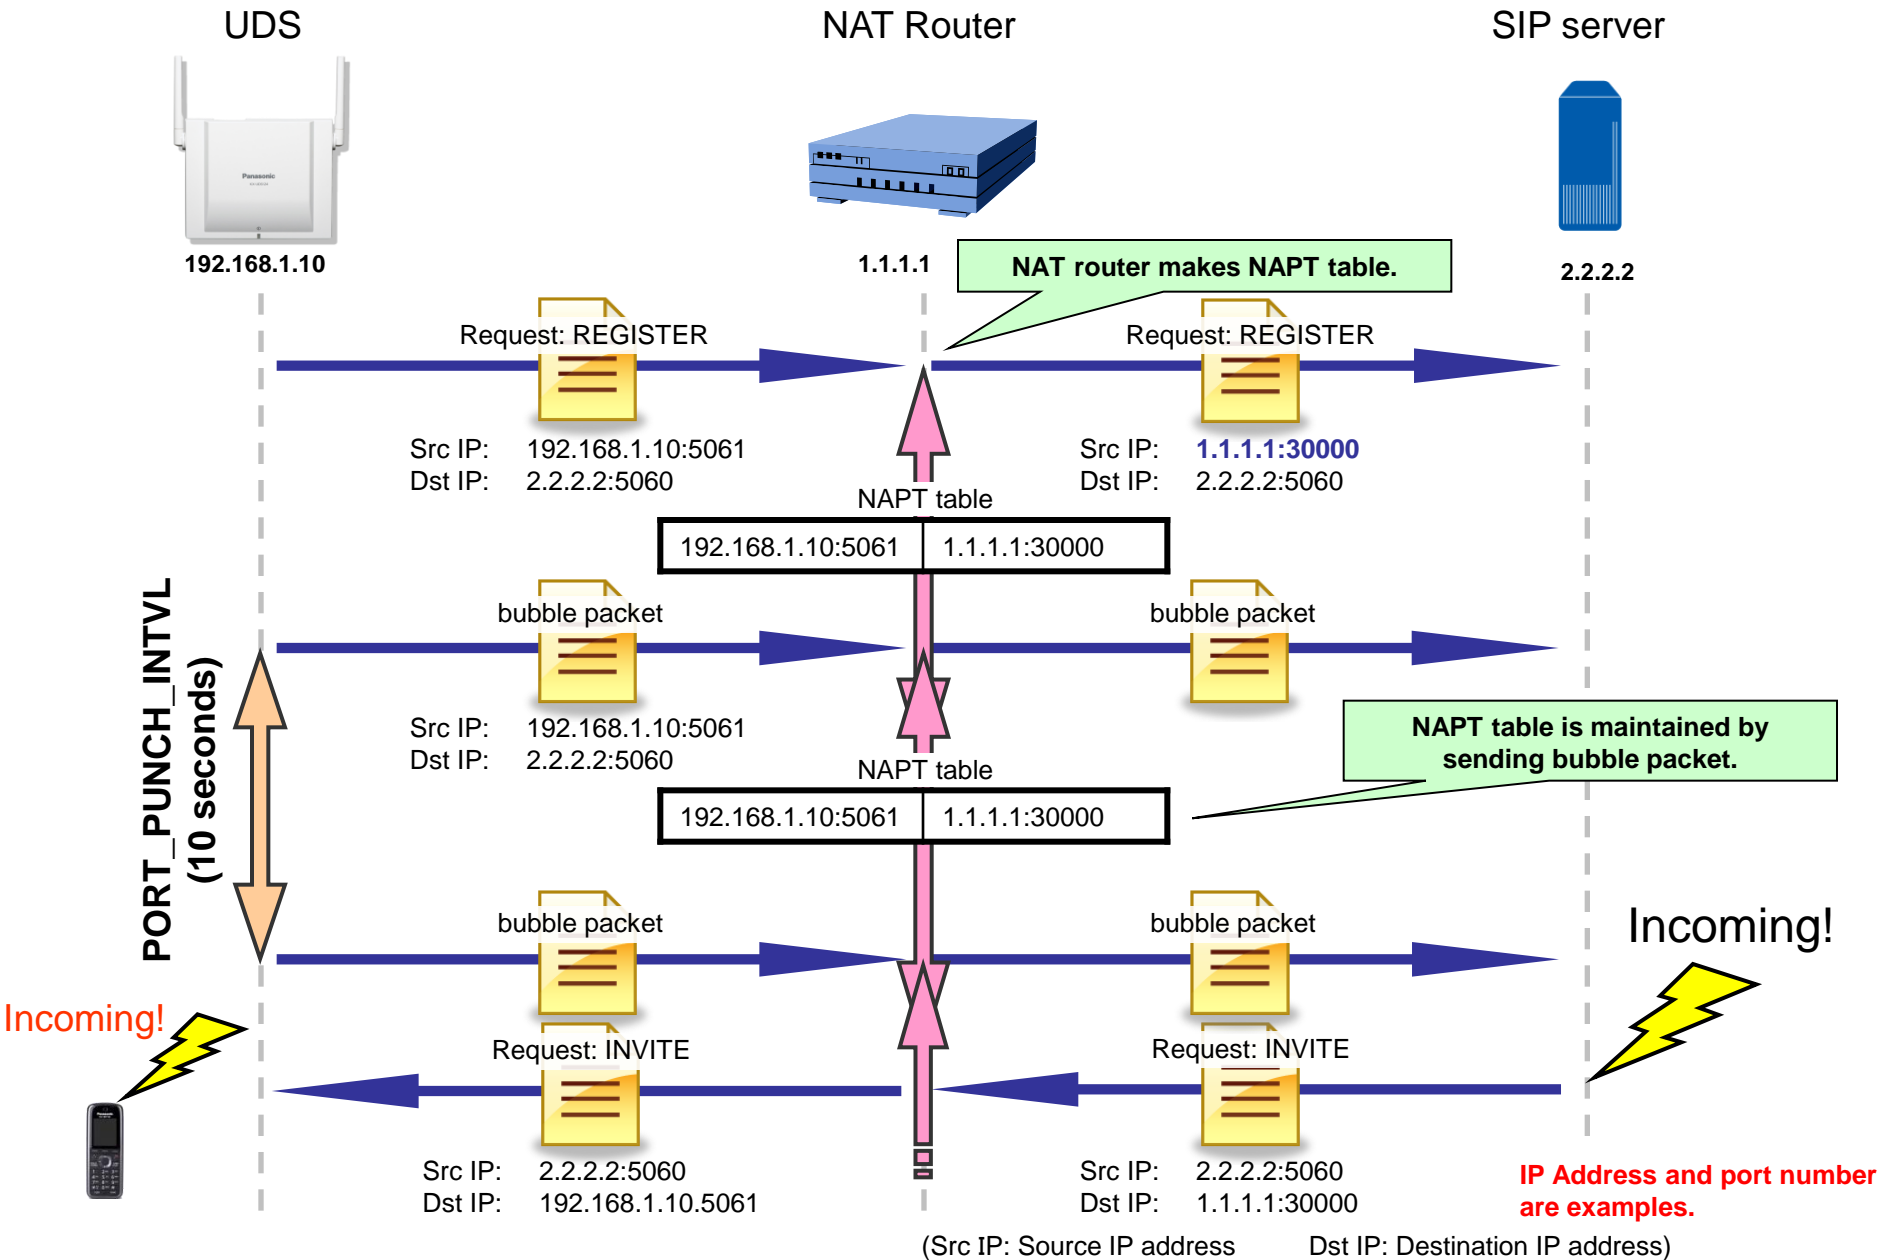 UDS
NAT Router
SIP server
Panasonic
192.168.1.10
1.1.1.1
2.2.2.2
NAT router makes NAPT table.
Request: REGISTER
Request: REGISTER
Src IP: 192.168.1.10:5061
Dst IP: 2.2.2.2:5060
Src IP: 1.1.1.1:30000
Dst IP: 2.2.2.2:5060
NAPT table
192.168.1.10:5061 1.1.1.1:30000
bubble packet
bubble packet
PORT_PUNCH_INTVL
(10 seconds)
Src IP: 192.168.1.10:5061
Dst IP: 2.2.2.2:5060
NAPT table is maintained by
sending bubble packet.
NAPT table
192.168.1.10:5061 1.1.1.1:30000
bubble packet
bubble packet
Incoming!
Incoming!
Request: INVITE
Request: INVITE
Src IP: 2.2.2.2:5060
Dst IP: 192.168.1.10.5061
Src IP: 2.2.2.2:5060
Dst IP: 1.1.1.1:30000
IP Address and port number
are examples.
(Src IP: Source IP address Dst IP: Destination IP address)